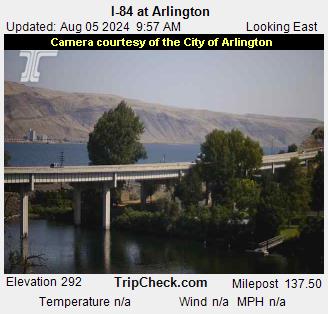 I-84 at Arlington
Updated: Aug 05 2024 9:57 AM Looking East
Camera courtesy of the City of Arlington
Elevation 292 TripCheck.com Milepost 137.50
Temperature n/a Wind n/a MPH n/a